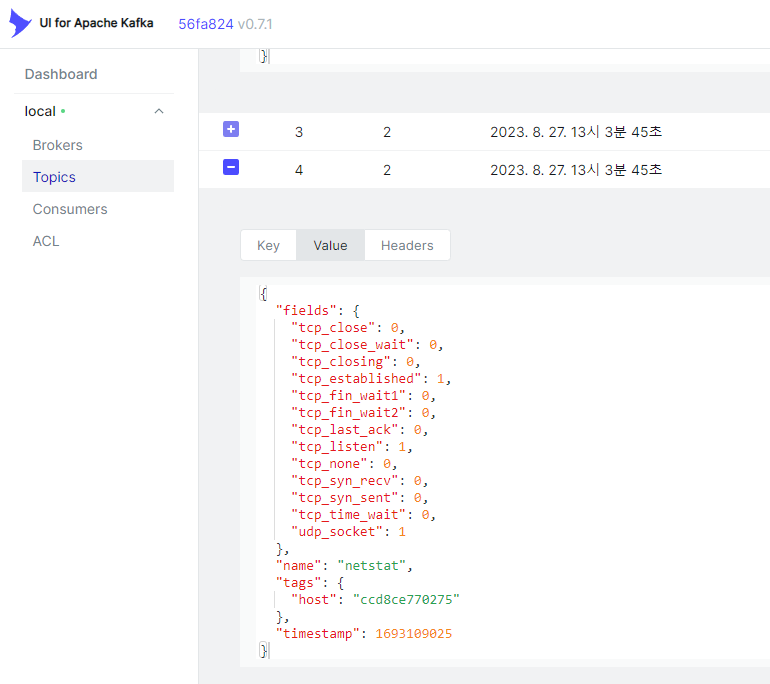 UI for Apache Kafka 56fa824 v0.7.1
Dashboard
local
Brokers
Topics
Consumers
ACL
}
3 2 2023. 8. 27. 13시 3분 45초
4 2 2023. 8. 27. 13시 3분 45초
Key Value Headers
{
"fields": {
"tcp_close": 0,
"tcp_close_wait": 0,
"tcp_closing": 0,
"tcp_established": 1,
"tcp_fin_wait1": 0,
"tcp_fin_wait2": 0,
"tcp_last_ack": 0,
"tcp_listen": 1,
"tcp_none": 0,
"tcp_syn_recv": 0,
"tcp_syn_sent": 0,
"tcp_time_wait": 0,
"udp_socket": 1
},
"name": "netstat",
"tags": {
"host": "ccd8ce770275"
},
"timestamp": 1693109025
}